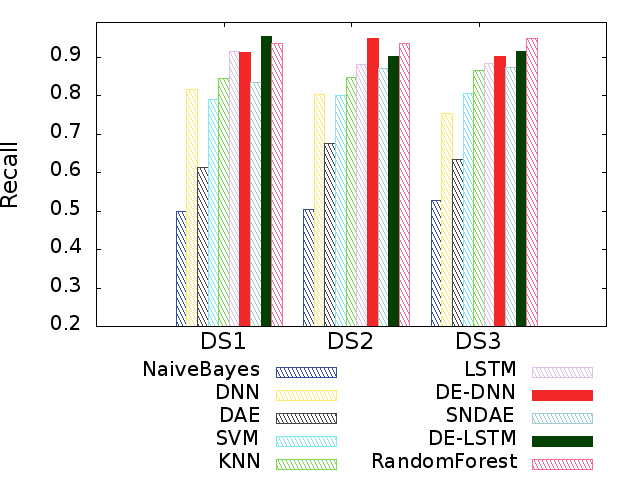 Recall
0.9
0.8
0.7
0.6
0.5
0.4
0.3
0.2
DS1 DS2 DS3
NaiveBayes LSTM
DNN DE-DNN
DAE SNDAE
SVM DE-LSTM
KNN RandomForest